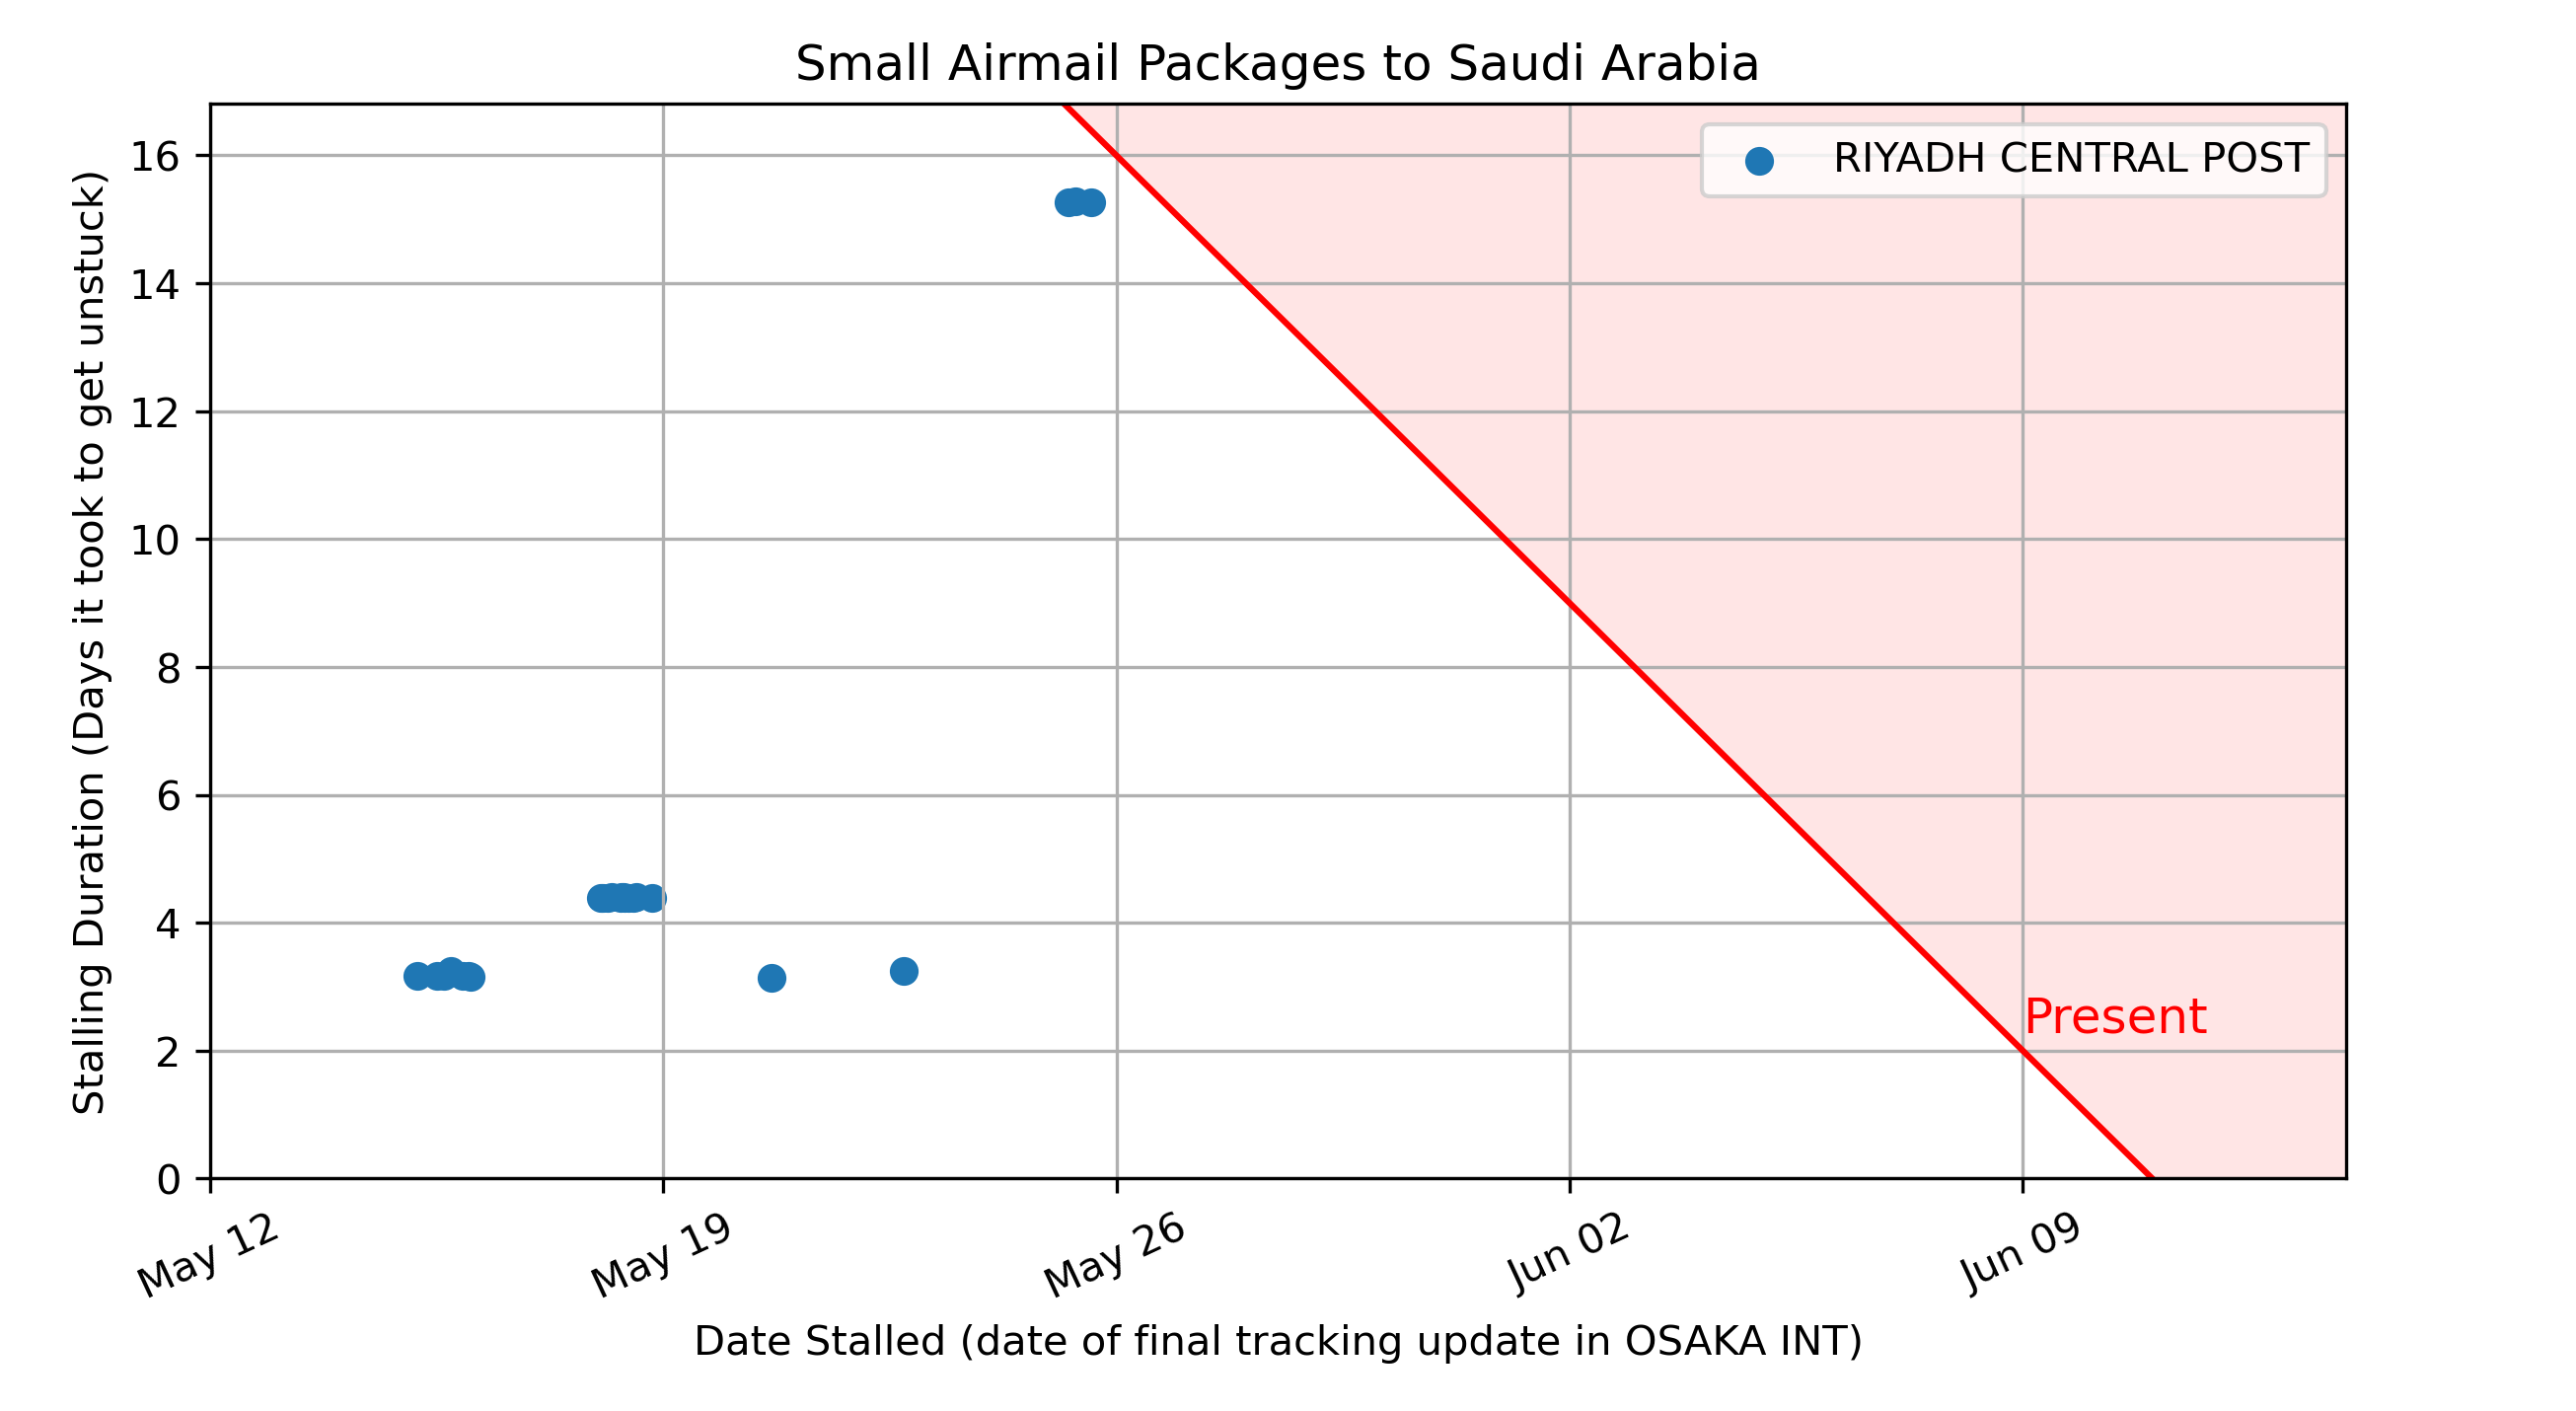 Small Airmail Packages to Saudi Arabia
RIYADH CENTRAL POST
Stalling Duration (Days it took to get unstuck)
16
14
12
10
8
6
4
2
0
Present
May 12
May 19
May 26
Jun 02
Jun 09
Date Stalled (date of final tracking update in OSAKA INT)